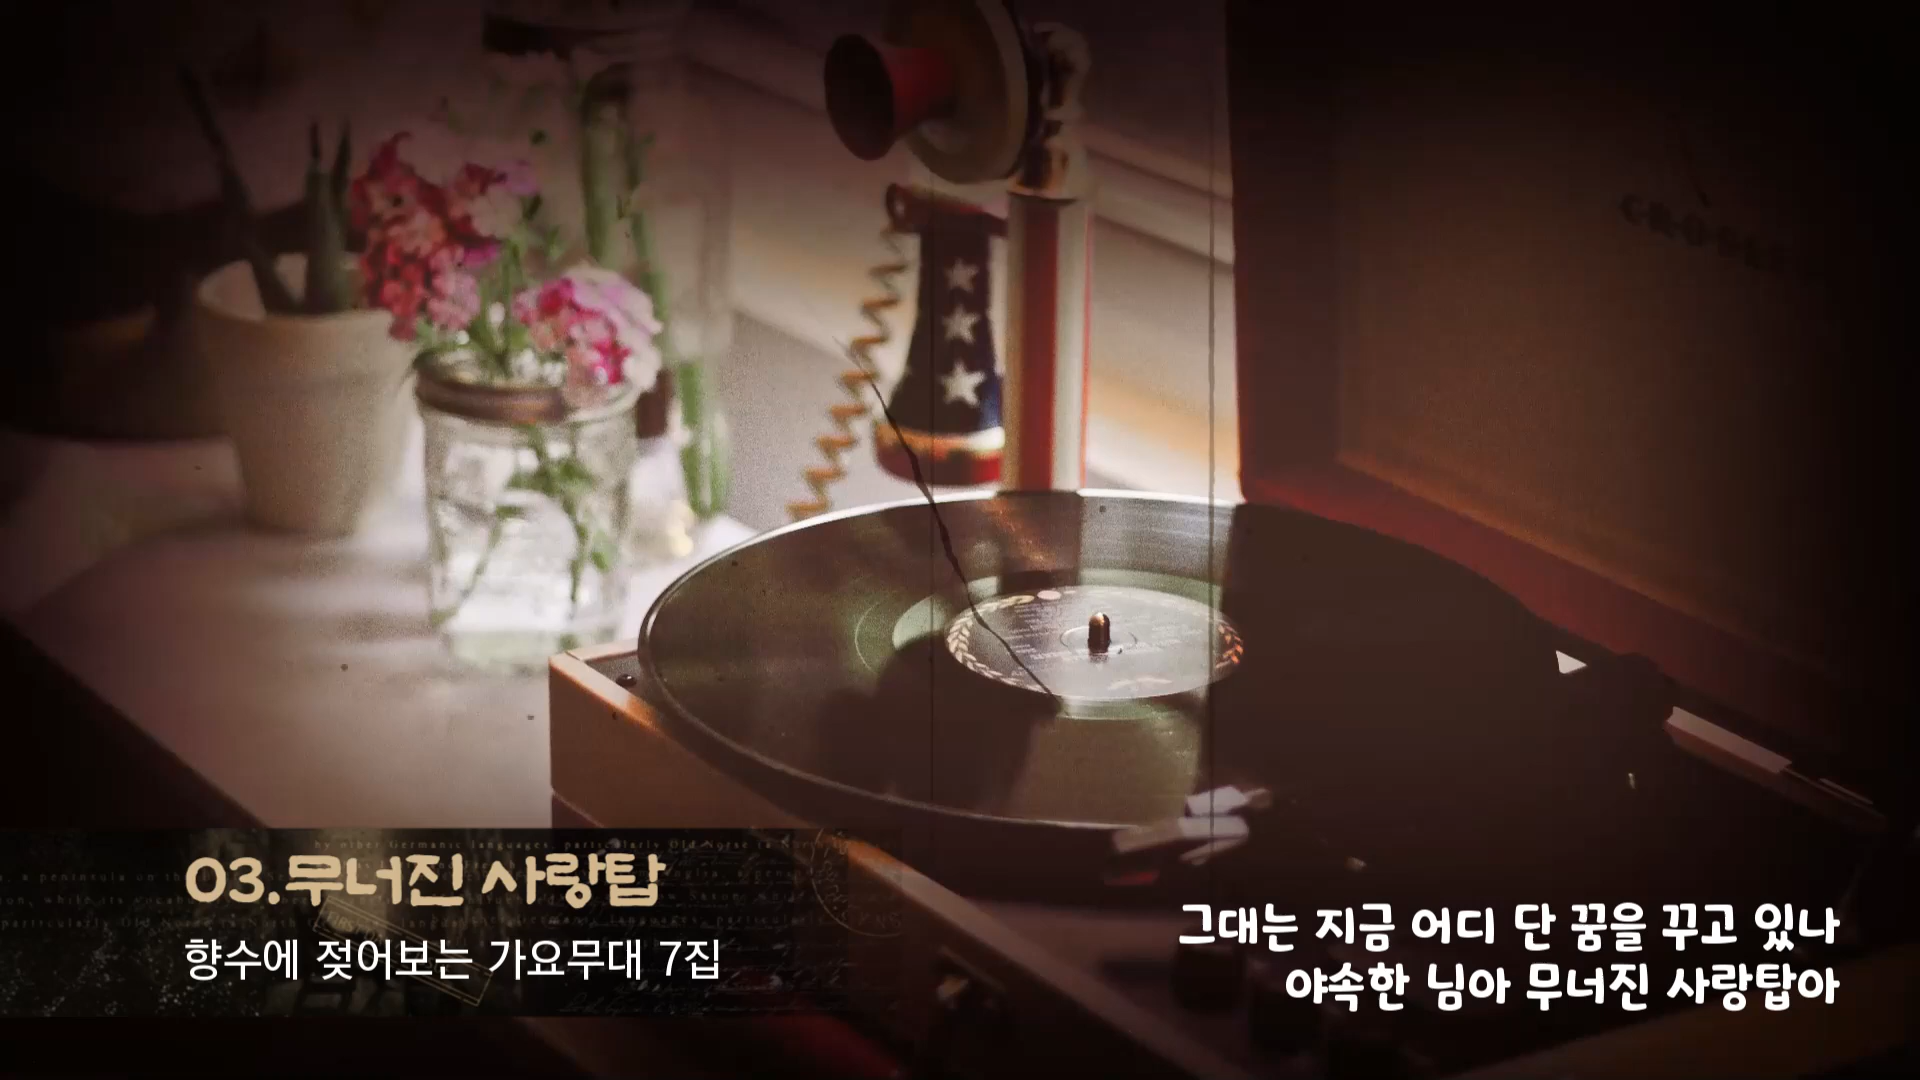 03.무너진 사랑탑
향수에 젖어보는 가요무대 7집
그대는 지금 어디 단 꿈을 꾸고 있나
야속한 님아 무너진 사랑탑아